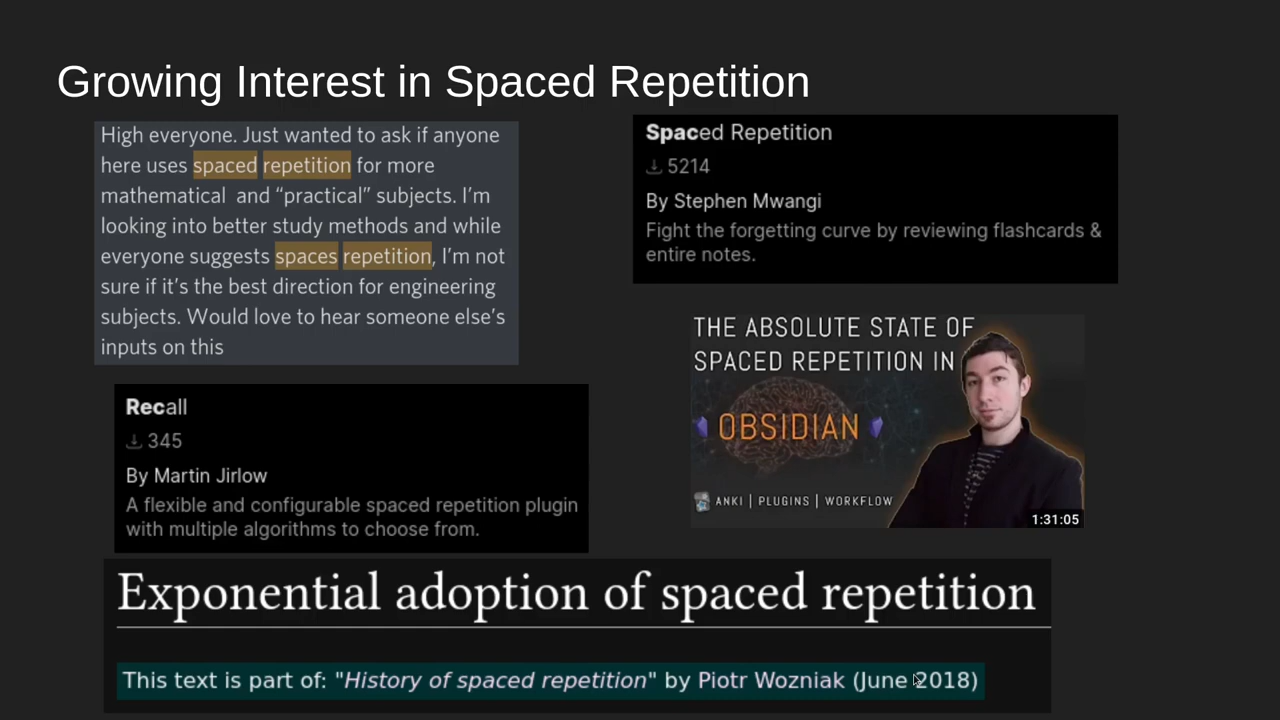 Growing Interest in Spaced Repetition
High everyone. Just wanted to ask if anyone
here uses spaced repetition for more
mathematical and “practical” subjects. I’m
looking into better study methods and while
everyone suggests spaces repetition, I’m not
sure if it’s the best direction for engineering
subjects. Would love to hear someone else’s
inputs on this
Spaced Repetition
5214
By Stephen Mwangi
Fight the forgetting curve by reviewing flashcards &
entire notes.
Recall
345
By Martin Jirlow
A flexible and configurable spaced repetition plugin
with multiple algorithms to choose from.
THE ABSOLUTE STATE OF
SPACED REPETITION IN
OBSIDIAN
ANKI | PLUGINS | WORKFLOW
1:31:05
Exponential adoption of spaced repetition
This text is part of: "History of spaced repetition" by Piotr Wozniak (June 2018)